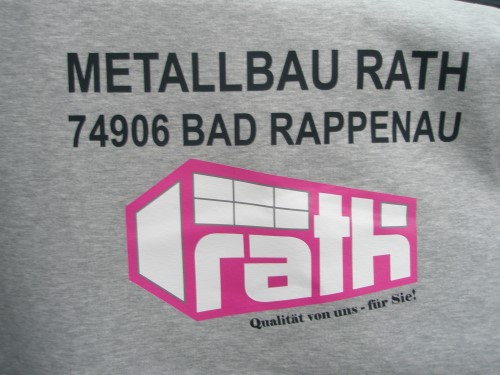 METALLBAU RATH
74906 BAD RAPPENAU
rath
Qualität von uns - für Sie!